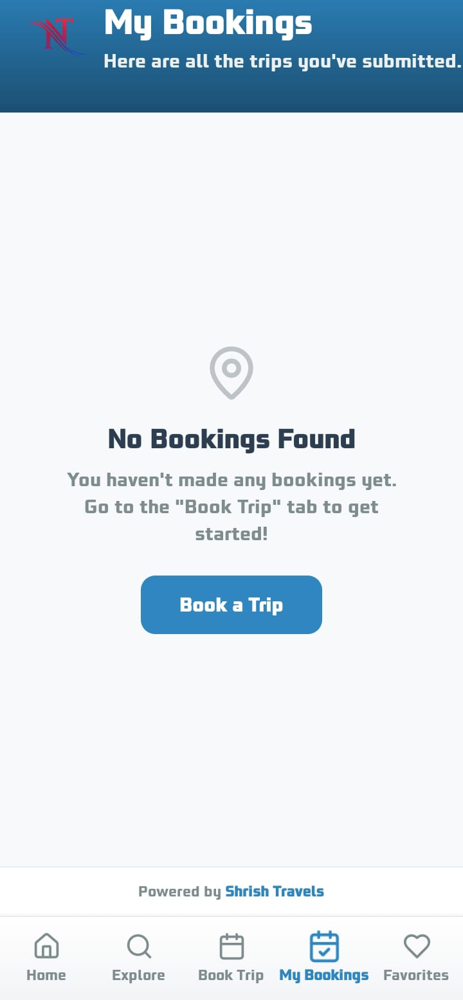 NT
My Bookings
Here are all the trips you've submitted.
No Bookings Found
You haven't made any bookings yet.
Go to the "Book Trip" tab to get
started!
Book a Trip
Powered by Shrish Travels
Home Explore Book Trip My Bookings Favorites